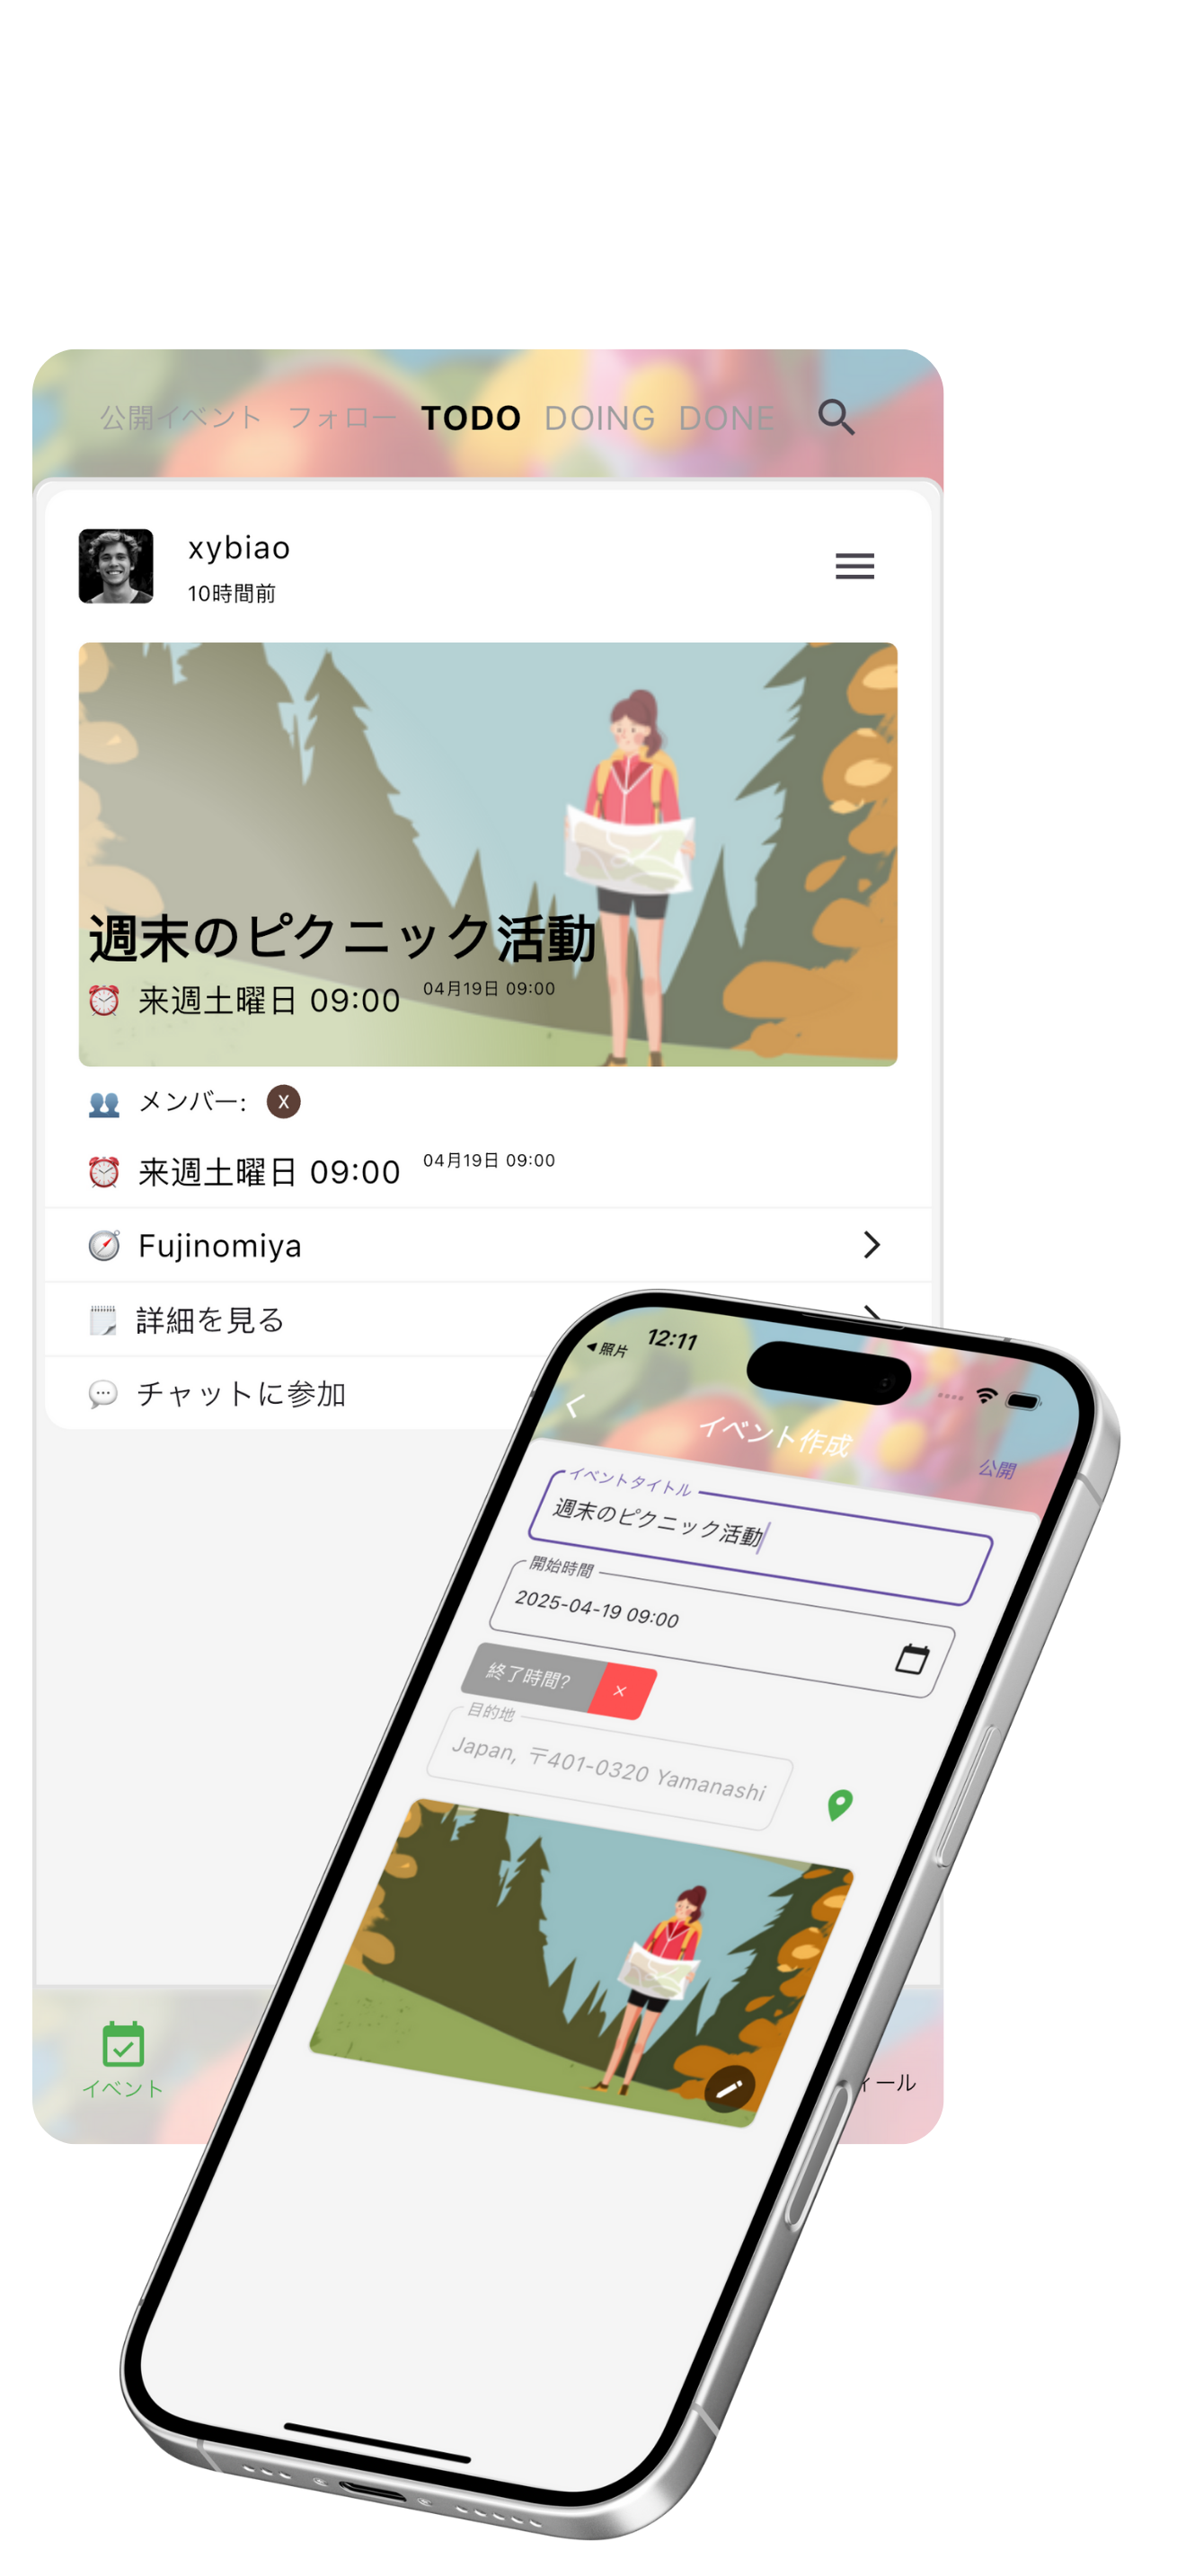 公開イベント フォロー TODO DOING DONE
xybiao
10時間前
週末のピクニック活動
来週土曜日 09:00 04月19日 09:00
メンバー: X
来週土曜日 09:00 04月19日 09:00
Fujinomiya
詳細を見る
チャットに参加
イベント
ィール
◀照片 12:11
イベント作成
公開
イベントタイトル
週末のピクニック活動
開始時間
2025-04-19 09:00
終了時間? ×
目的地
Japan, 〒401-0320 Yamanashi